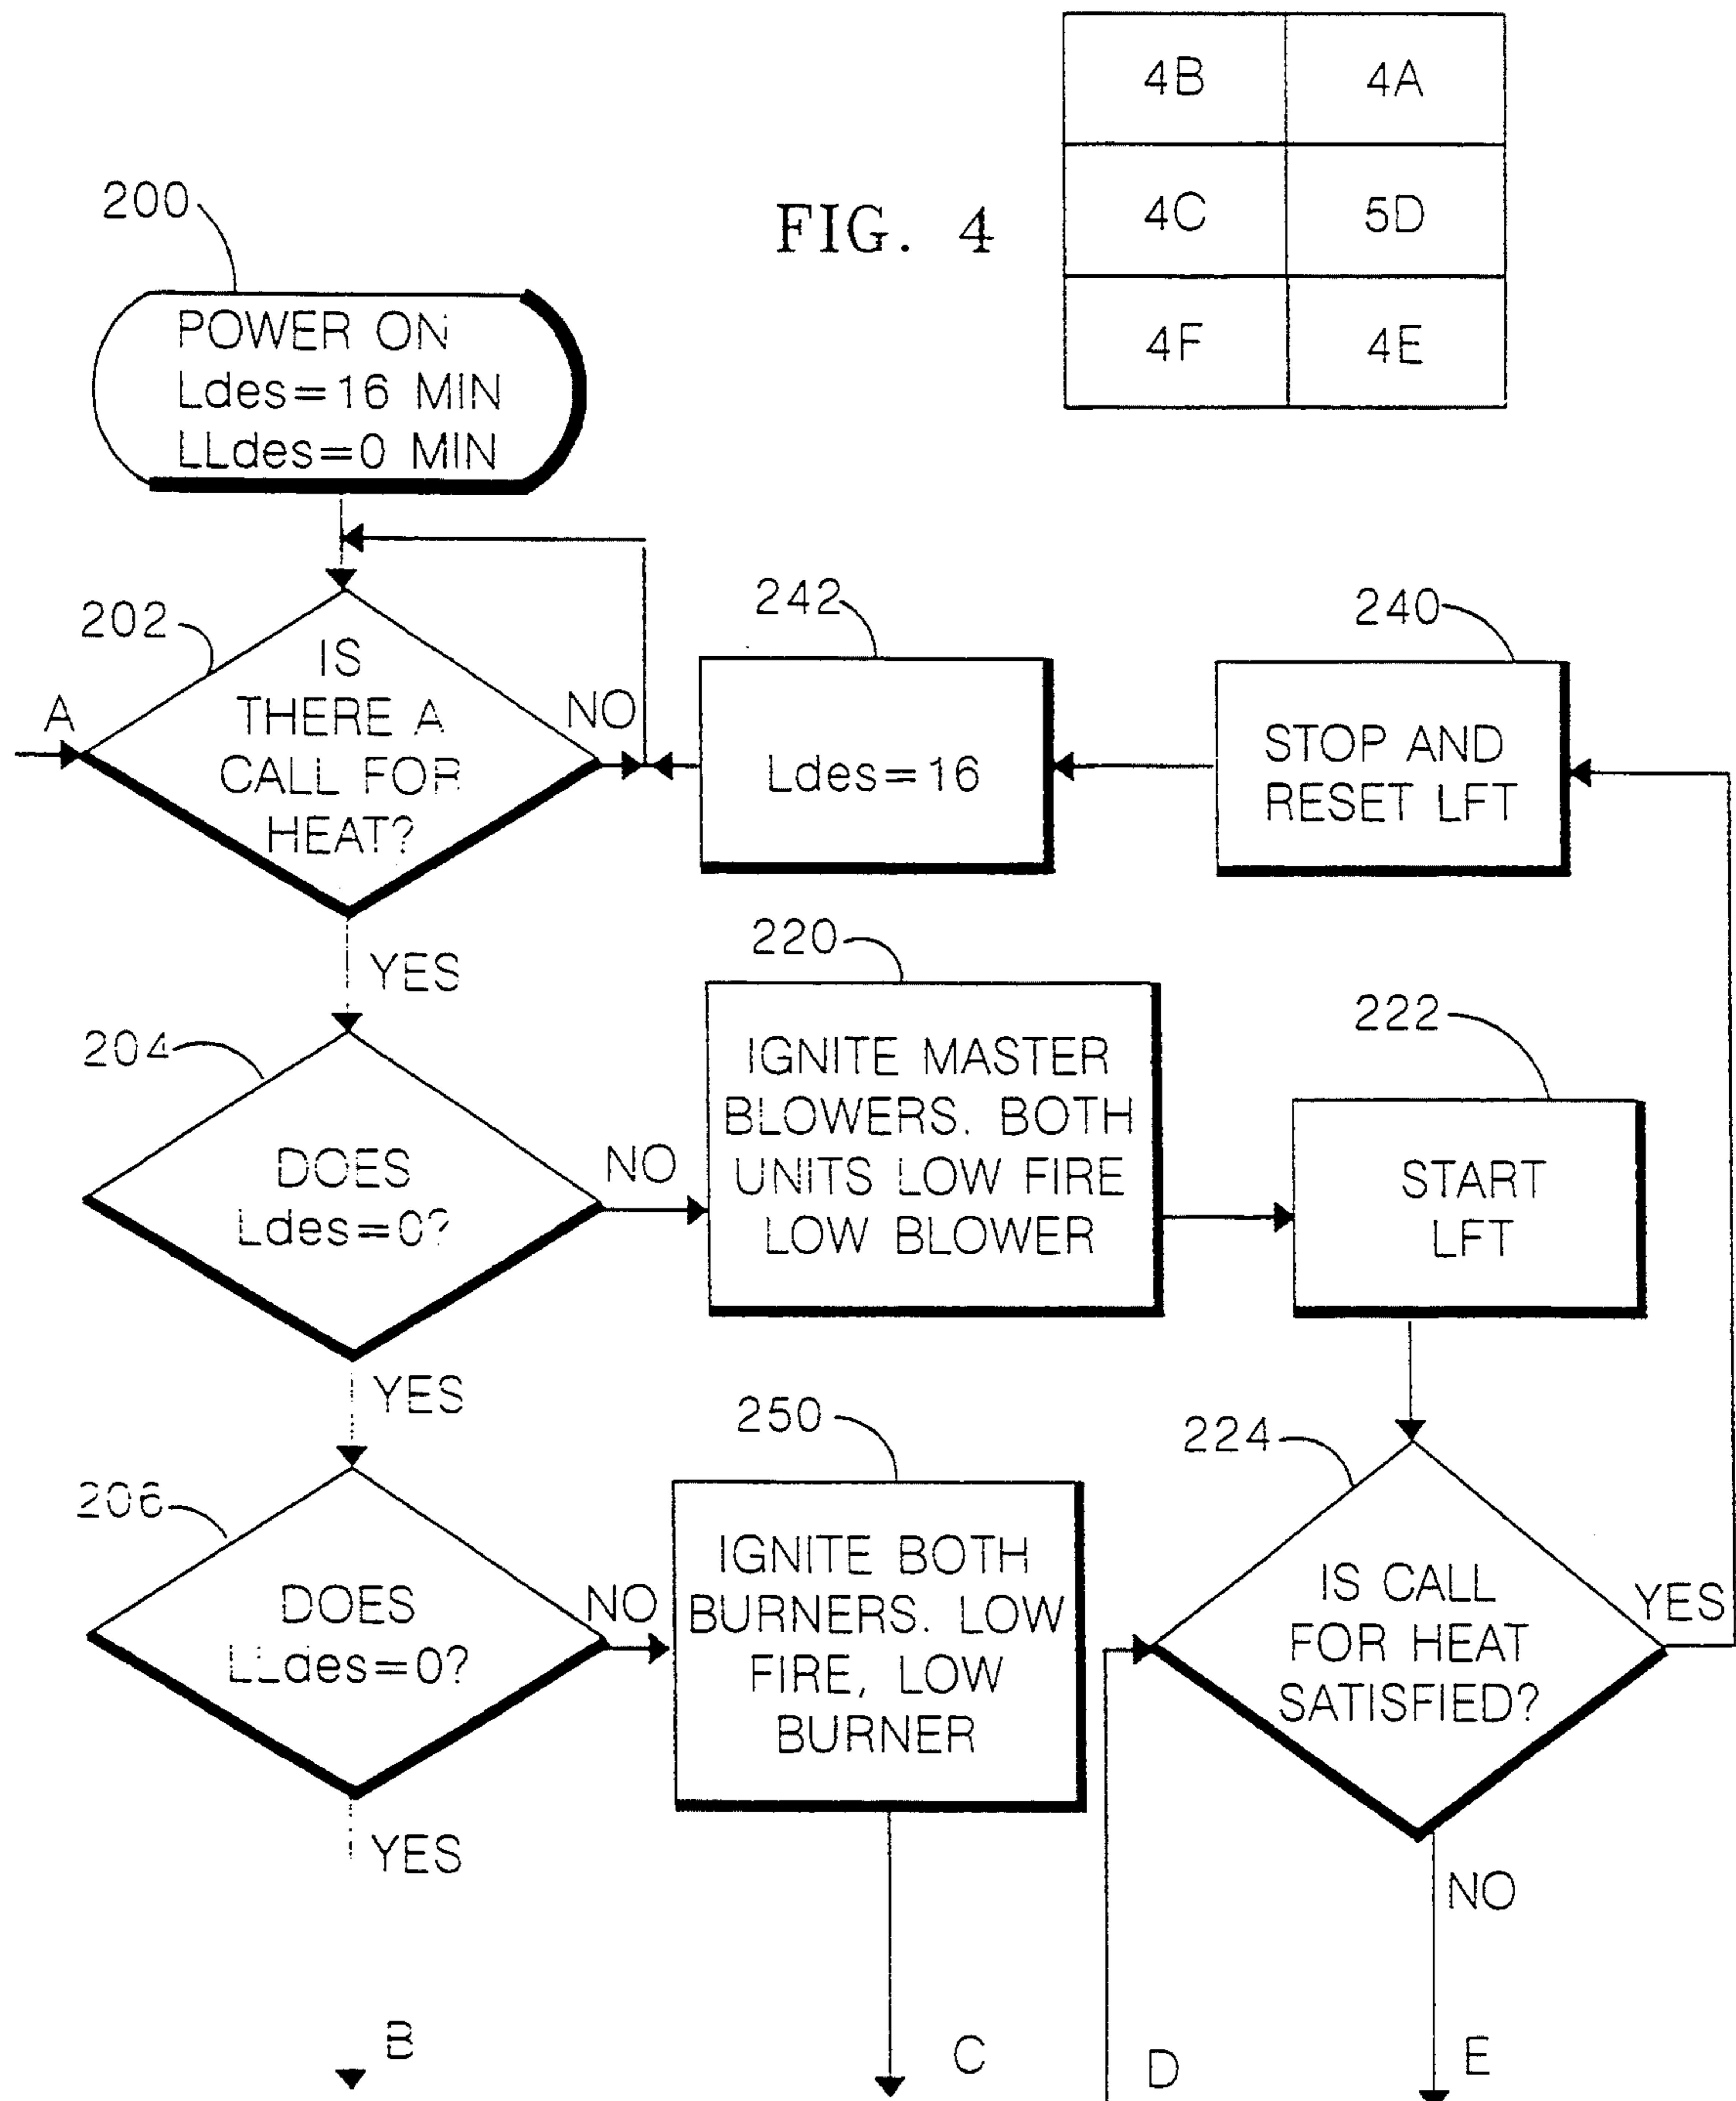 4B 4A
4C 5D
4F 4E
FIG. 4
200
POWER ON
Ldes=16 MIN
LLdes=0 MIN
202
A
IS
THERE A
CALL FOR
HEAT?
NO
242
Ldes=16
240
STOP AND
RESET LFT
YES
204
DOES
Ldes=0?
NO
220
IGNITE MASTER
BLOWERS. BOTH
UNITS LOW FIRE
LOW BLOWER
222
START
LFT
YES
206
DOES
LLdes=0?
NO
250
IGNITE BOTH
BURNERS. LOW
FIRE, LOW
BURNER
224
IS CALL
FOR HEAT
SATISFIED?
YES
YES
NO
B
C
D
E